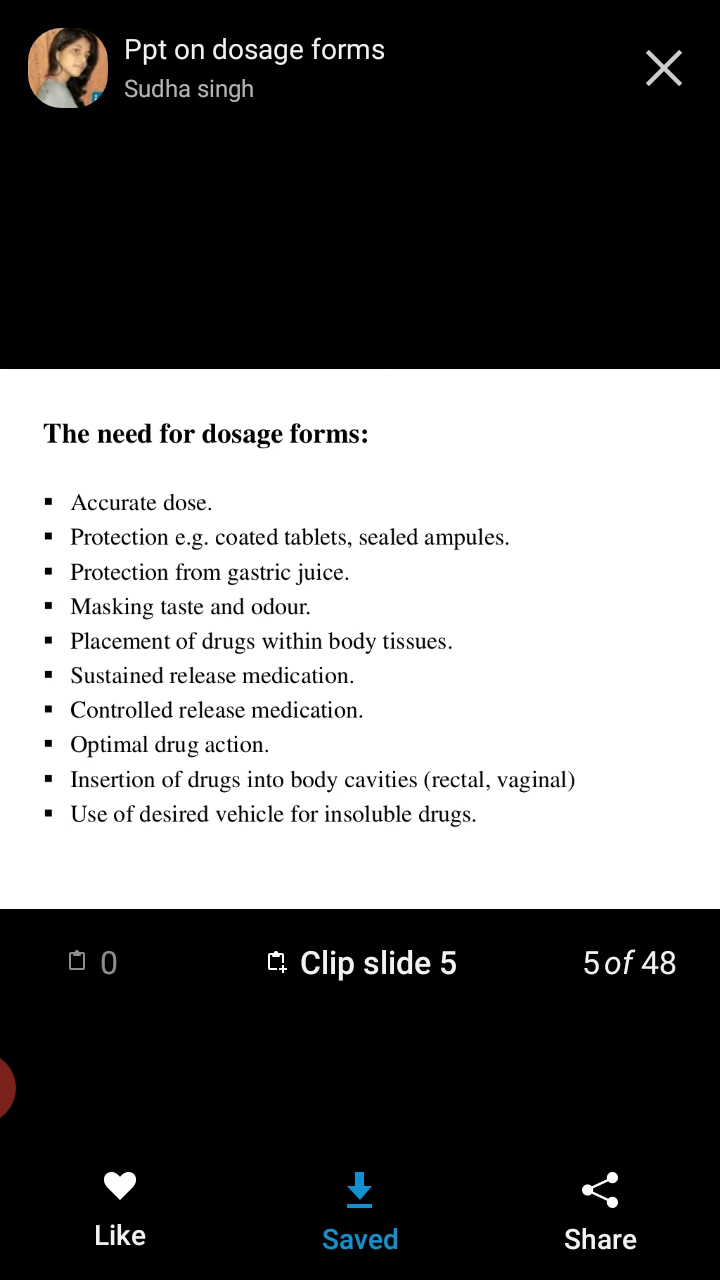 Ppt on dosage forms
Sudha singh
The need for dosage forms:
▪ Accurate dose.
▪ Protection e.g. coated tablets, sealed ampules.
▪ Protection from gastric juice.
▪ Masking taste and odour.
▪ Placement of drugs within body tissues.
▪ Sustained release medication.
▪ Controlled release medication.
▪ Optimal drug action.
▪ Insertion of drugs into body cavities (rectal, vaginal)
▪ Use of desired vehicle for insoluble drugs.
0 Clip slide 5 5 of 48
Like Saved Share